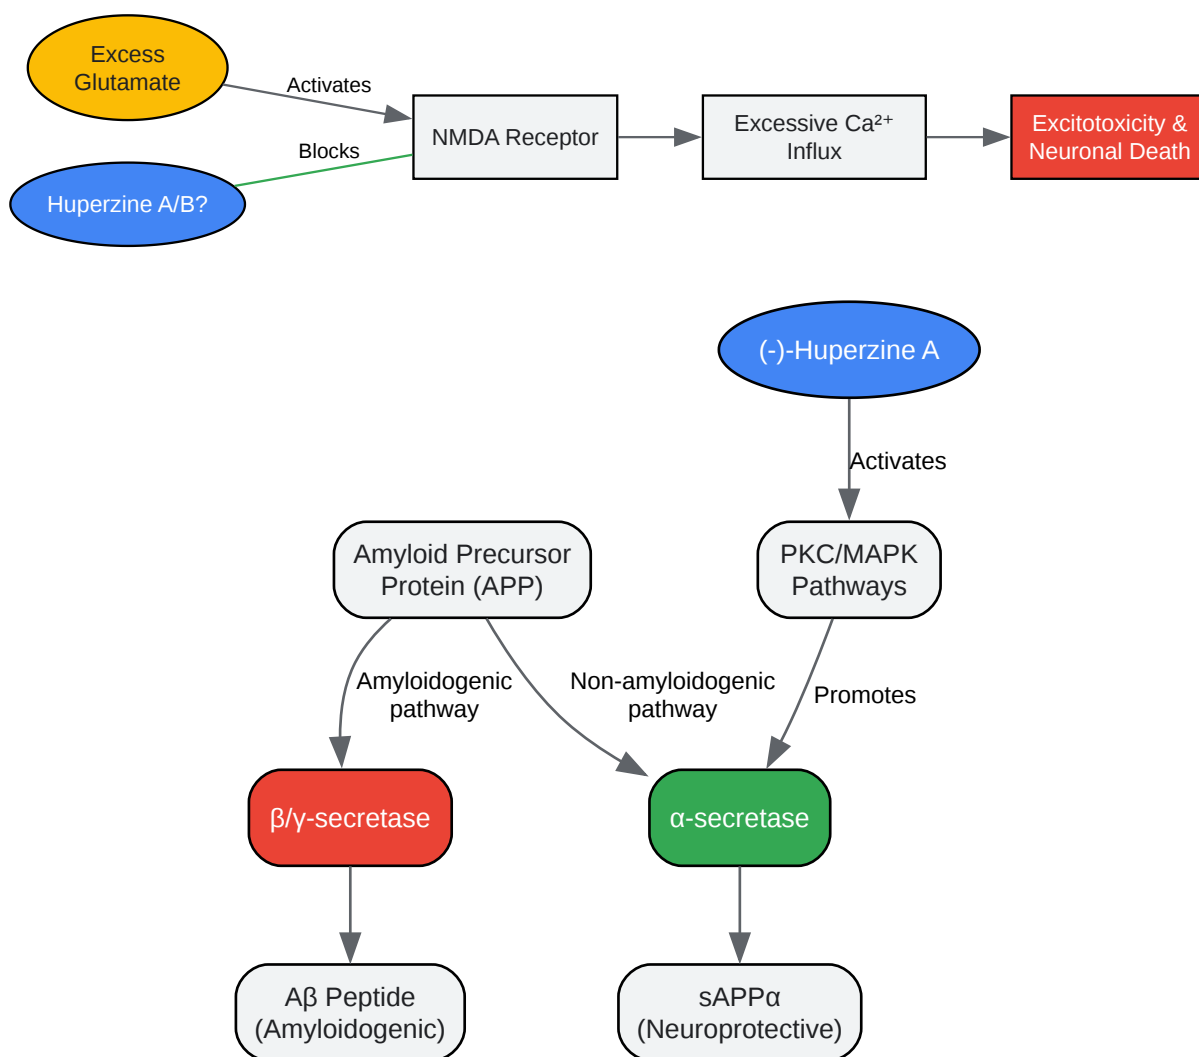 Excess
Glutamate
Activates
NMDA Receptor
Excessive Ca²⁺
Influx
Excitotoxicity &
Neuronal Death
Blocks
Huperzine A/B?
(-)-Huperzine A
Activates
Amyloid Precursor
Protein (APP)
PKC/MAPK
Pathways
Amyloidogenic
pathway
Non-amyloidogenic
pathway
Promotes
β/γ-secretase
α-secretase
Aβ Peptide
(Amyloidogenic)
sAPPα
(Neuroprotective)